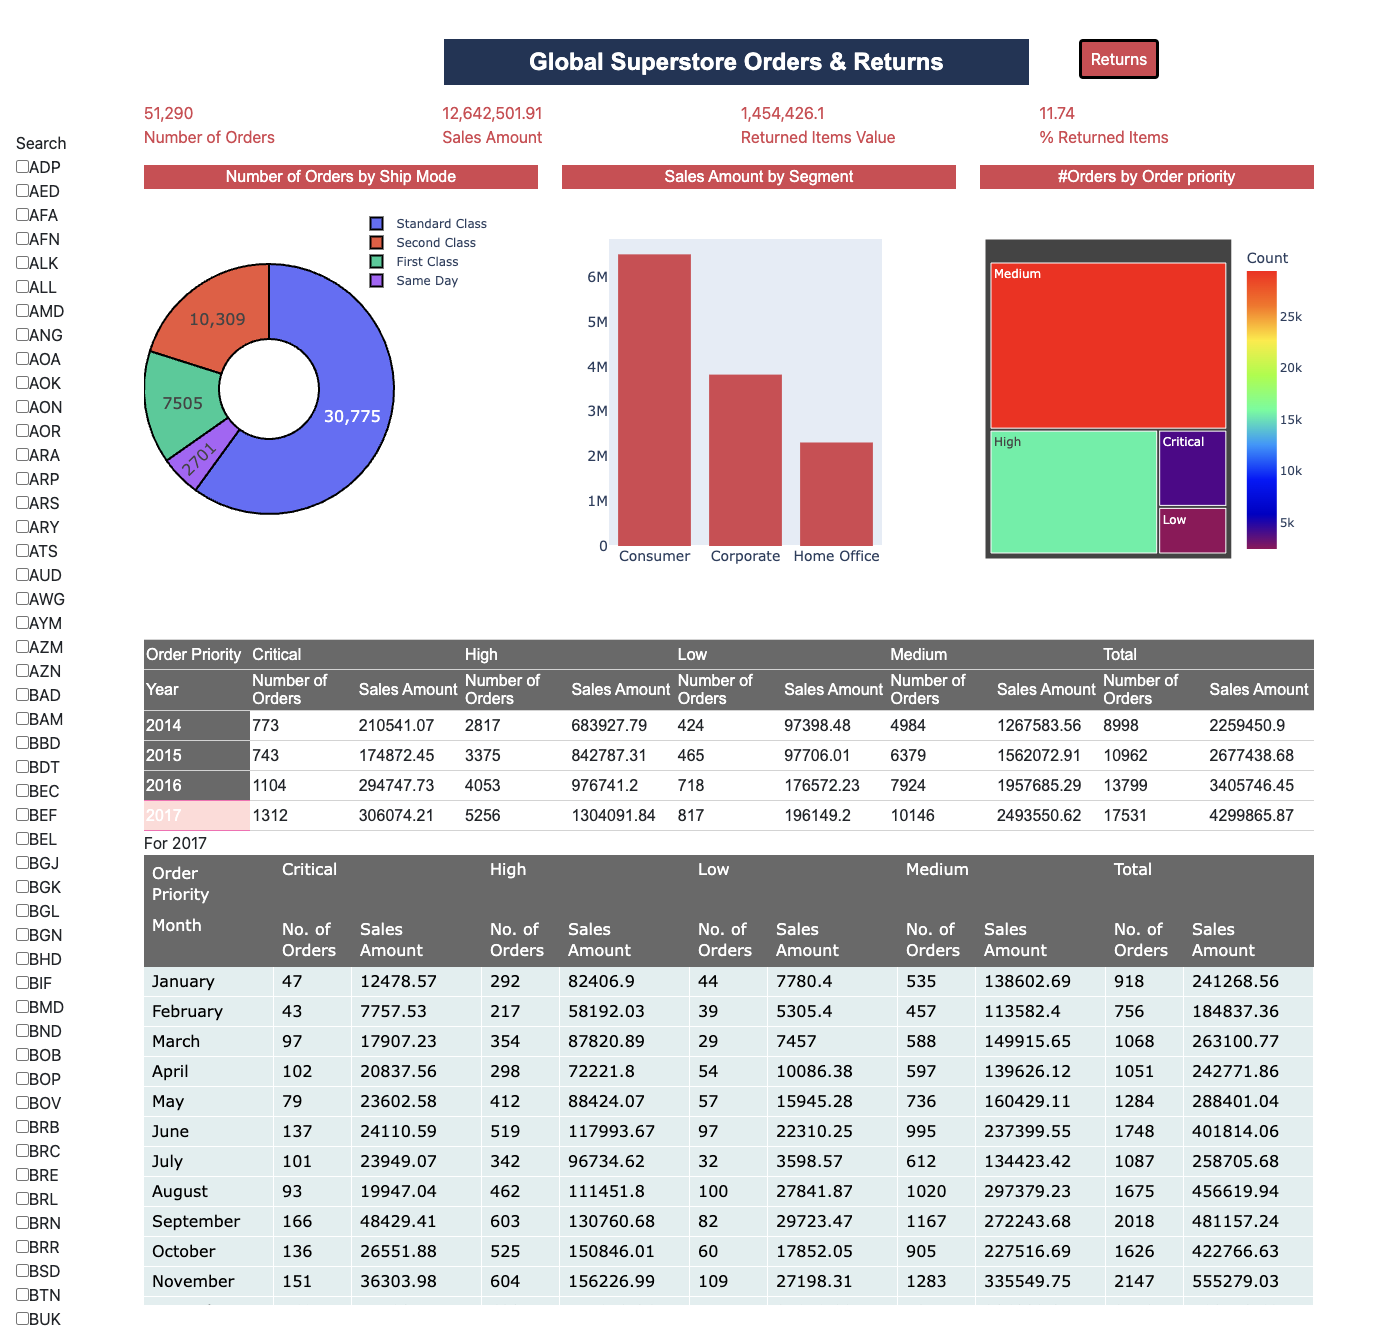 Global Superstore Orders & Returns
Returns
51,290
Number of Orders
12,642,501.91
Sales Amount
1,454,426.1
Returned Items Value
11.74
% Returned Items
Search
ADP
AED
AFA
AFN
ALK
ALL
AMD
ANG
AOA
AOK
AON
AOR
ARA
ARP
ARS
ARY
ATS
AUD
AWG
AYM
AZM
AZN
BAD
BAM
BBD
BDT
BEC
BEF
BEL
BGJ
BGK
BGL
BGN
BHD
BIF
BMD
BND
BOB
BOP
BOV
BRB
BRC
BRE
BRL
BRN
BRR
BSD
BTN
BUK
Number of Orders by Ship Mode
Standard Class
Second Class
First Class
Same Day
10,309
7505
2701
30,775
Sales Amount by Segment
6M
5M
4M
3M
2M
1M
0
Consumer Corporate Home Office
#Orders by Order priority
Medium
High
Critical
Low
Count
25k
20k
15k
10k
5k
Order Priority Critical High Low Medium Total
Year Number of Orders Sales Amount Number of Orders Sales Amount Number of Orders Sales Amount Number of Orders Sales Amount Number of Orders Sales Amount
2014 773 210541.07 2817 683927.79 424 97398.48 4984 1267583.56 8998 2259450.9
2015 743 174872.45 3375 842787.31 465 97706.01 6379 1562072.91 10962 2677438.68
2016 1104 294747.73 4053 976741.2 718 176572.23 7924 1957685.29 13799 3405746.45
2017 1312 306074.21 5256 1304091.84 817 196149.2 10146 2493550.62 17531 4299865.87
For 2017
Order Priority Critical High Low Medium Total
Month No. of Orders Sales Amount No. of Orders Sales Amount No. of Orders Sales Amount No. of Orders Sales Amount No. of Orders Sales Amount
January 47 12478.57 292 82406.9 44 7780.4 535 138602.69 918 241268.56
February 43 7757.53 217 58192.03 39 5305.4 457 113582.4 756 184837.36
March 97 17907.23 354 87820.89 29 7457 588 149915.65 1068 263100.77
April 102 20837.56 298 72221.8 54 10086.38 597 139626.12 1051 242771.86
May 79 23602.58 412 88424.07 57 15945.28 736 160429.11 1284 288401.04
June 137 24110.59 519 117993.67 97 22310.25 995 237399.55 1748 401814.06
July 101 23949.07 342 96734.62 32 3598.57 612 134423.42 1087 258705.68
August 93 19947.04 462 111451.8 100 27841.87 1020 297379.23 1675 456619.94
September 166 48429.41 603 130760.68 82 29723.47 1167 272243.68 2018 481157.24
October 136 26551.88 525 150846.01 60 17852.05 905 227516.69 1626 422766.63
November 151 36303.98 604 156226.99 109 27198.31 1283 335549.75 2147 555279.03